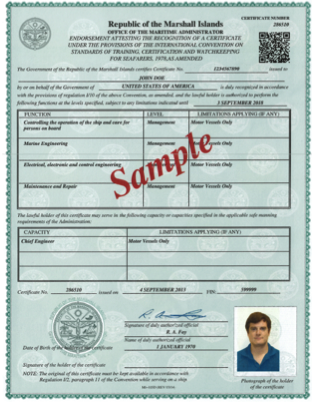 CERTIFICATE NUMBER
286510
Republic of the Marshall Islands
OFFICE OF THE MARITIME ADMINISTRATOR
ENDORSEMENT ATTESTING THE RECOGNITION OF A CERTIFICATE
UNDER THE PROVISIONS OF THE INTERNATIONAL CONVENTION ON
STANDARDS OF TRAINING, CERTIFICATION AND WATCHKEEPING
FOR SEAFARERS, 1978, AS AMENDED
The Government of the Republic of the Marshall Islands certifies Certificate No. 1234567890 issued to
JOHN DOE
by or on behalf of the Government of UNITED STATES OF AMERICA is duly recognized in accordance
with the provisions of regulation I/10 of the above Convention, as amended, and the lawful holder is authorized to perform the
following functions at the levels specified, subject to any limitations indicated until 3 SEPTEMBER 2018
FUNCTION LEVEL LIMITATIONS APPLYING (IF ANY)
Controlling the operation of the ship and care for Management Motor Vessels Only
persons on board
Marine Engineering Management Motor Vessels Only
Electrical, electronic and control engineering Management Motor Vessels Only
Maintenance and Repair Management Motor Vessels Only
Sample
The lawful holder of this certificate may serve in the following capacity or capacities specified in the applicable safe manning
requirements of the Administration:
CAPACITY LIMITATIONS APPLYING (IF ANY)
Chief Engineer Motor Vessels Only
Certificate No. 286510 issued on 4 SEPTEMBER 2013
Signature of duly authorized official
Name of duly authorized official
Date of Birth of the holder of the certificate 1 JANUARY 1970
Signature of the holder of the certificate
NOTE: The original of this certificate must be kept available in accordance with
Regulation I/2, paragraph 11 of the Convention while serving on a ship
Photograph of the holder
of the certificate